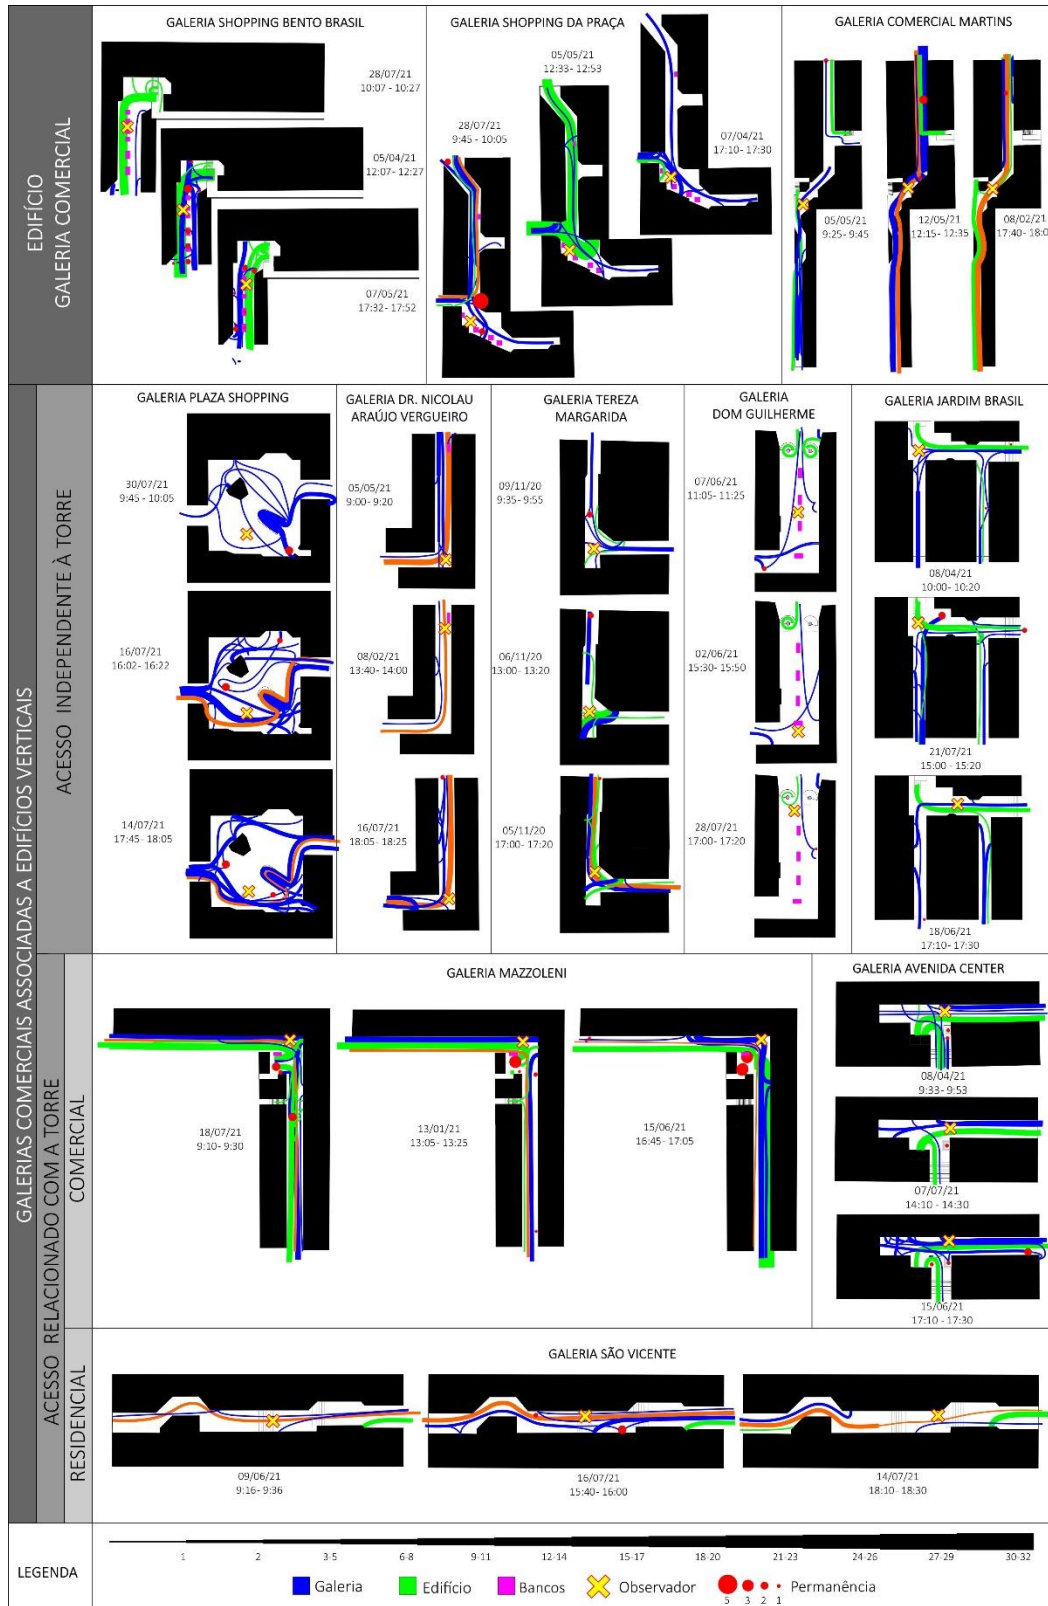 EDIFÍCIO
GALERIA COMERCIAL
GALERIA SHOPPING BENTO BRASIL
28/07/21
10:07 - 10:27
05/04/21
12:07 - 12:27
07/05/21
17:32 - 17:52
GALERIA SHOPPING DA PRAÇA
05/05/21
12:33- 12:53
28/07/21
9:45 - 10:05
07/04/21
17:10- 17:30
GALERIA COMERCIAL MARTINS
05/05/21
9:25- 9:45
12/05/21
12:15- 12:35
08/02/21
17:40- 18:0
GALERIAS COMERCIAIS ASSOCIADAS A EDIFÍCIOS VERTICAIS
ACESSO INDEPENDENTE À TORRE
GALERIA PLAZA SHOPPING
30/07/21
9:45 - 10:05
16/07/21
16:02- 16:22
14/07/21
17:45- 18:05
GALERIA DR. NICOLAU
ARAÚJO VERGUEIRO
05/05/21
9:00- 9:20
08/02/21
13:40- 14:00
16/07/21
18:05- 18:25
GALERIA TEREZA
MARGARIDA
09/11/20
9:35- 9:55
06/11/20
13:00- 13:20
05/11/20
17:00- 17:20
GALERIA
DOM GUILHERME
07/06/21
11:05- 11:25
02/06/21
15:30- 15:50
28/07/21
17:00- 17:20
GALERIA JARDIM BRASIL
08/04/21
10:00- 10:20
21/07/21
15:00- 15:20
18/06/21
17:10- 17:30
ACESSO RELACIONADO COM A TORRE
COMERCIAL
GALERIA MAZZOLENI
18/07/21
9:10- 9:30
13/01/21
13:05- 13:25
15/06/21
16:45- 17:05
GALERIA AVENIDA CENTER
08/04/21
9:33- 9:53
07/07/21
14:10 - 14:30
15/06/21
17:10 - 17:30
RESIDENCIAL
GALERIA SÃO VICENTE
09/06/21
9:16- 9:36
16/07/21
15:40- 16:00
14/07/21
18:10- 18:30
LEGENDA
1 2 3-5 6-8 9-11 12-14 15-17 18-20 21-23 24-26 27-29 30-32
Galeria Edifício Bancos Observador Permanência
5 3 2 1